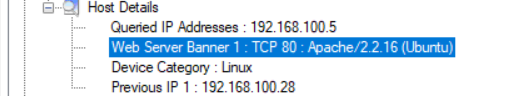 Host Details
Queried IP Addresses : 192.168.100.5
Web Server Banner 1 : TCP 80 : Apache/2.2.16 (Ubuntu)
Device Category : Linux
Previous IP 1 : 192.168.100.28